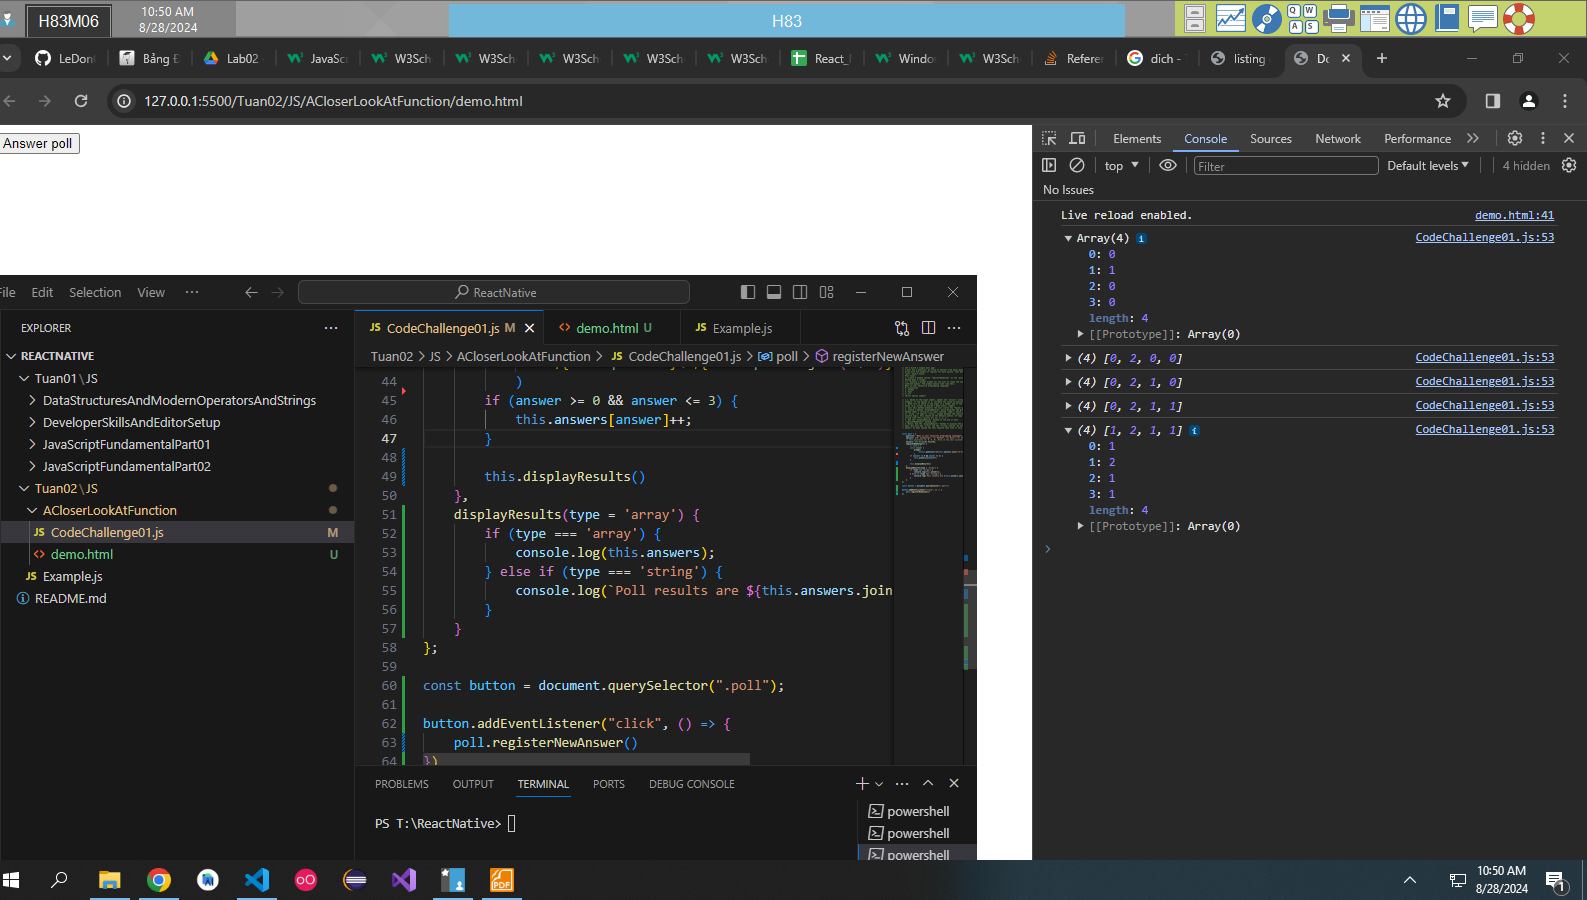 H83M06
10:50 AM
8/28/2024
H83
Q W
A S
LeDon
Bảng Đ
Lab02
JavaSc
W3Sch
W3Sch
W3Sch
W3Sch
W3Sch
React_
Windo
W3Sch
Refere
dich -
listing
Do
127.0.0.1:5500/Tuan02/JS/ACloserLookAtFunction/demo.html
Answer poll
Elements
Console
Sources
Network
Performance
top
Filter
Default levels
4 hidden
No Issues
Live reload enabled. demo.html:41
Array(4) i CodeChallenge01.js:53
0: 0
1: 1
2: 0
3: 0
length: 4
[[Prototype]]: Array(0)
(4) [0, 2, 0, 0] CodeChallenge01.js:53
(4) [0, 2, 1, 0] CodeChallenge01.js:53
(4) [0, 2, 1, 1] CodeChallenge01.js:53
(4) [1, 2, 1, 1] i CodeChallenge01.js:53
0: 1
1: 2
2: 1
3: 1
length: 4
[[Prototype]]: Array(0)
File Edit Selection View ···
ReactNative
EXPLORER
REACTNATIVE
Tuan01\JS
DataStructuresAndModernOperatorsAndStrings
DeveloperSkillsAndEditorSetup
JavaScriptFundamentalPart01
JavaScriptFundamentalPart02
Tuan02\JS
ACloserLookAtFunction
JS CodeChallenge01.js M
demo.html U
JS Example.js
README.md
JS CodeChallenge01.js M
demo.html U
JS Example.js
Tuan02 > JS > ACloserLookAtFunction > JS CodeChallenge01.js > poll > registerNewAnswer
44 )
45 if (answer >= 0 && answer <= 3) {
46 this.answers[answer]++;
47 }
48
49 this.displayResults()
50 },
51 displayResults(type = 'array') {
52 if (type === 'array') {
53 console.log(this.answers);
54 } else if (type === 'string') {
55 console.log(`Poll results are ${this.answers.join
56 }
57 }
58 };
59
60 const button = document.querySelector(".poll");
61
62 button.addEventListener("click", () => {
63 poll.registerNewAnswer()
64 })
PROBLEMS
OUTPUT
TERMINAL
PORTS
DEBUG CONSOLE
PS T:\ReactNative>
powershell
powershell
powershell
PDF
10:50 AM
8/28/2024
1